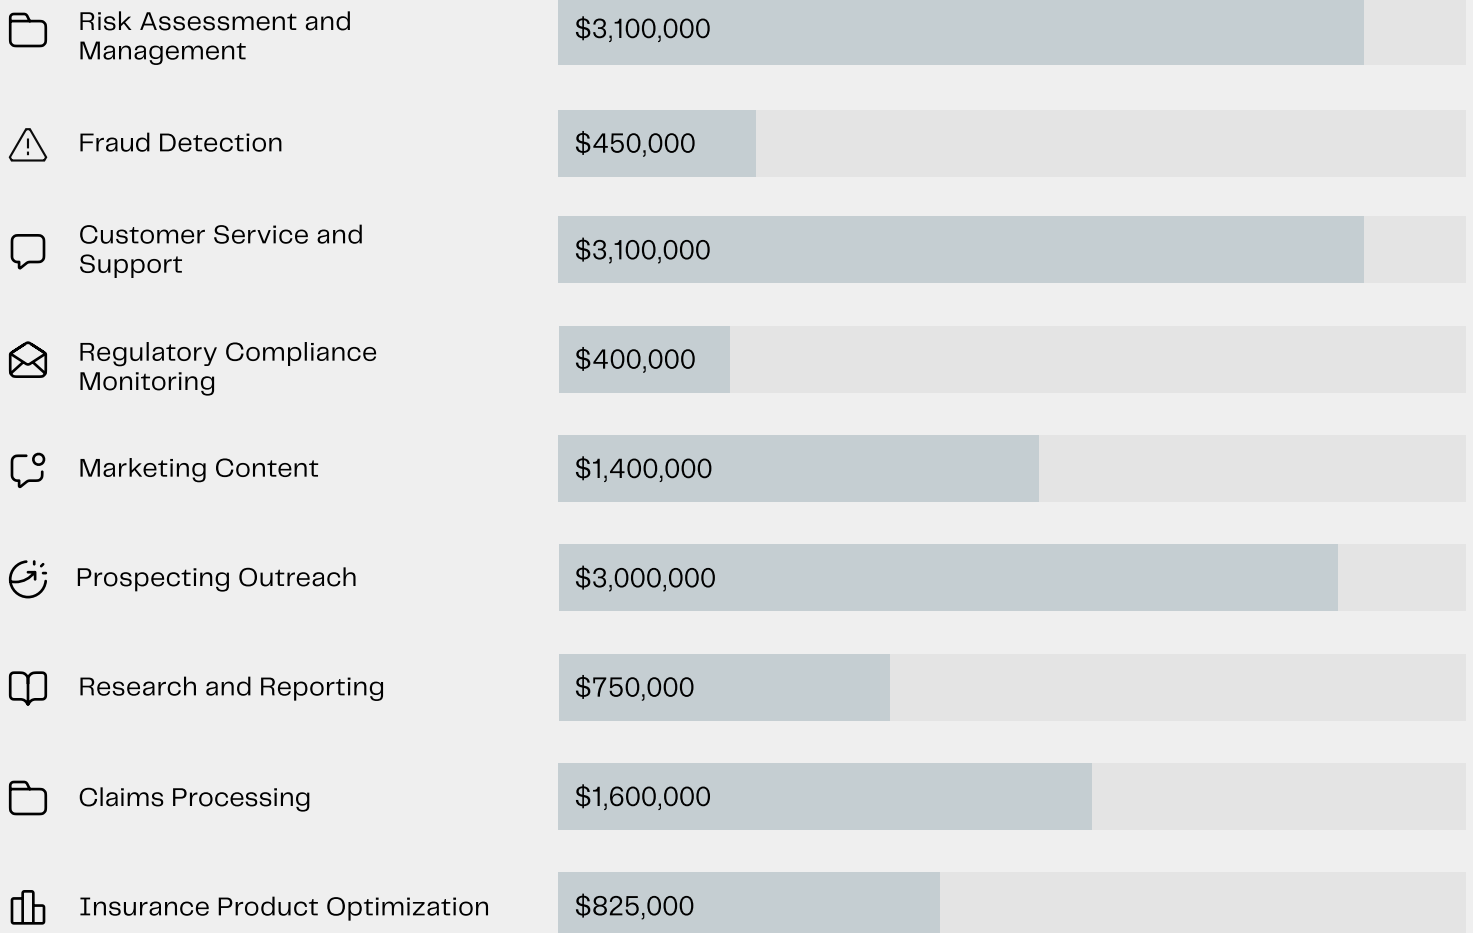 Risk Assessment and
Management
$3,100,000
Fraud Detection
$450,000
Customer Service and
Support
$3,100,000
Regulatory Compliance
Monitoring
$400,000
Marketing Content
$1,400,000
Prospecting Outreach
$3,000,000
Research and Reporting
$750,000
Claims Processing
$1,600,000
Insurance Product Optimization
$825,000